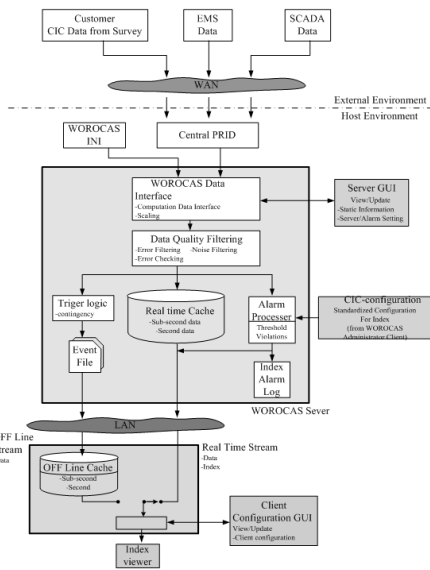 Customer
CIC Data from Survey
EMS
Data
SCADA
Data
WAN
External Environment
Host Environment
WOROCAS
INI
Central PRID
WOROCAS Data
Interface
-Computation Data Interface
-Scaling
Server GUI
View/Update
-Static Information
-Server/Alarm Setting
Data Quality Filtering
-Error Filtering -Noise Filtering
-Error Checking
Triger logic
-contingency
Real time Cache
-Sub-second data
-Second data
Alarm
Processer
Threshold
Violations
CIC-configuration
Standardized Configuration
For Index
(from WOROCAS
Administrator Client)
Event
File
Index
Alarm
Log
WOROCAS Sever
LAN
OFF Line
tream
Data
Real Time Stream
-Data
-Index
OFF Line Cache
-Sub-second
-Second
Client
Configuration GUI
View/Update
-Client configuration
Index
viewer